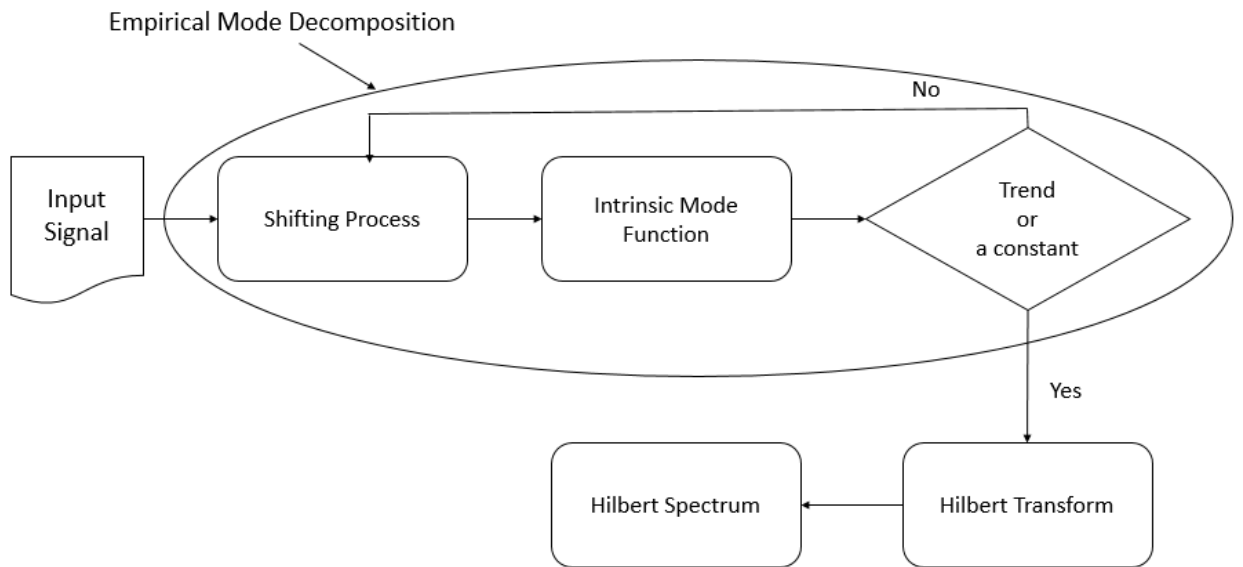 Empirical Mode Decomposition
No
Input
Signal
Shifting Process
Intrinsic Mode
Function
Trend
or
a constant
Yes
Hilbert Spectrum
Hilbert Transform